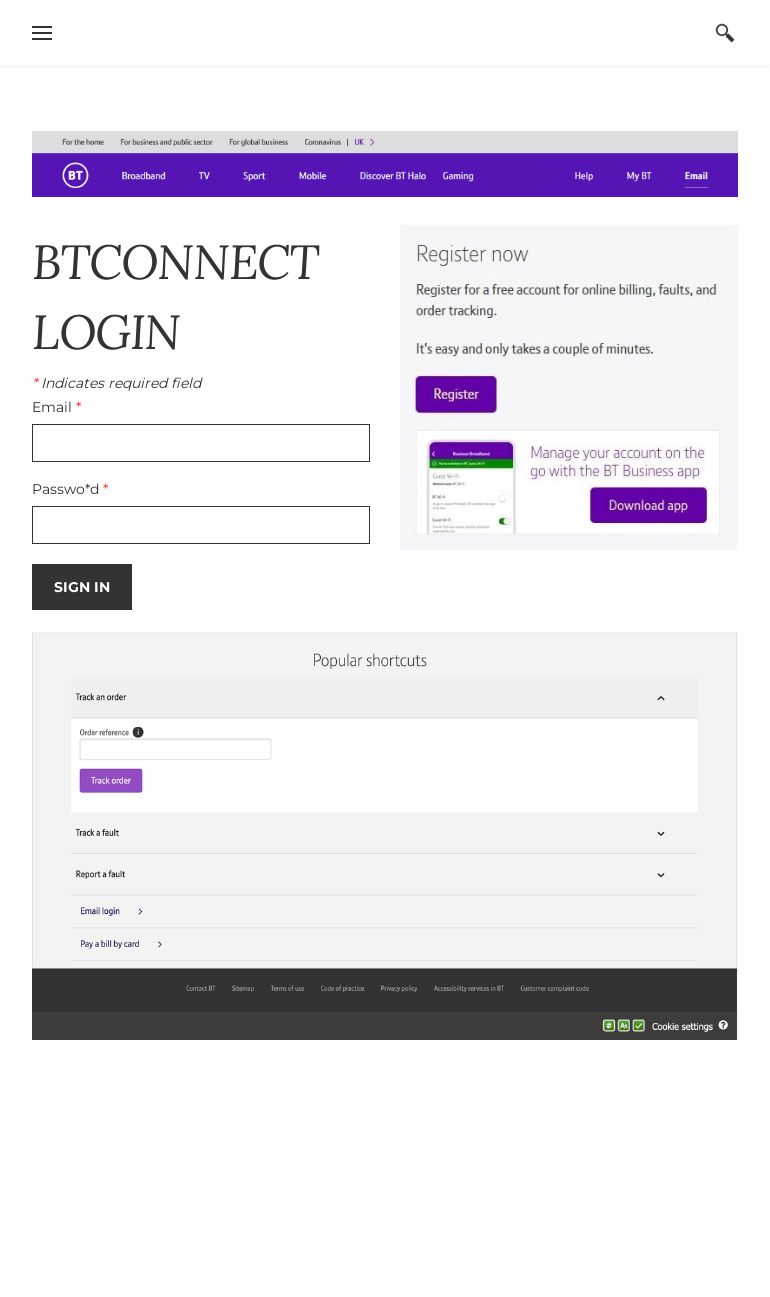 For the home For business and public sector For global business Coronavirus | UK >
BT Broadband TV Sport Mobile Discover BT Halo Gaming Help My BT Email
BTCONNECT
LOGIN
* Indicates required field
Email *
Passwo*d *
SIGN IN
Register now
Register for a free account for online billing, faults, and
order tracking.
It's easy and only takes a couple of minutes.
Register
Business Broadband
Guest Wi-Fi
BT Wi-Fi
Guest Wi-Fi
Manage your account on the
go with the BT Business app
Download app
Popular shortcuts
Track an order
Order reference i
Track order
Track a fault
Report a fault
Email login >
Pay a bill by card >
Contact BT Sitemap Terms of use Code of practice Privacy policy Accessibility services in BT Customer complaint code
Cookie settings ?